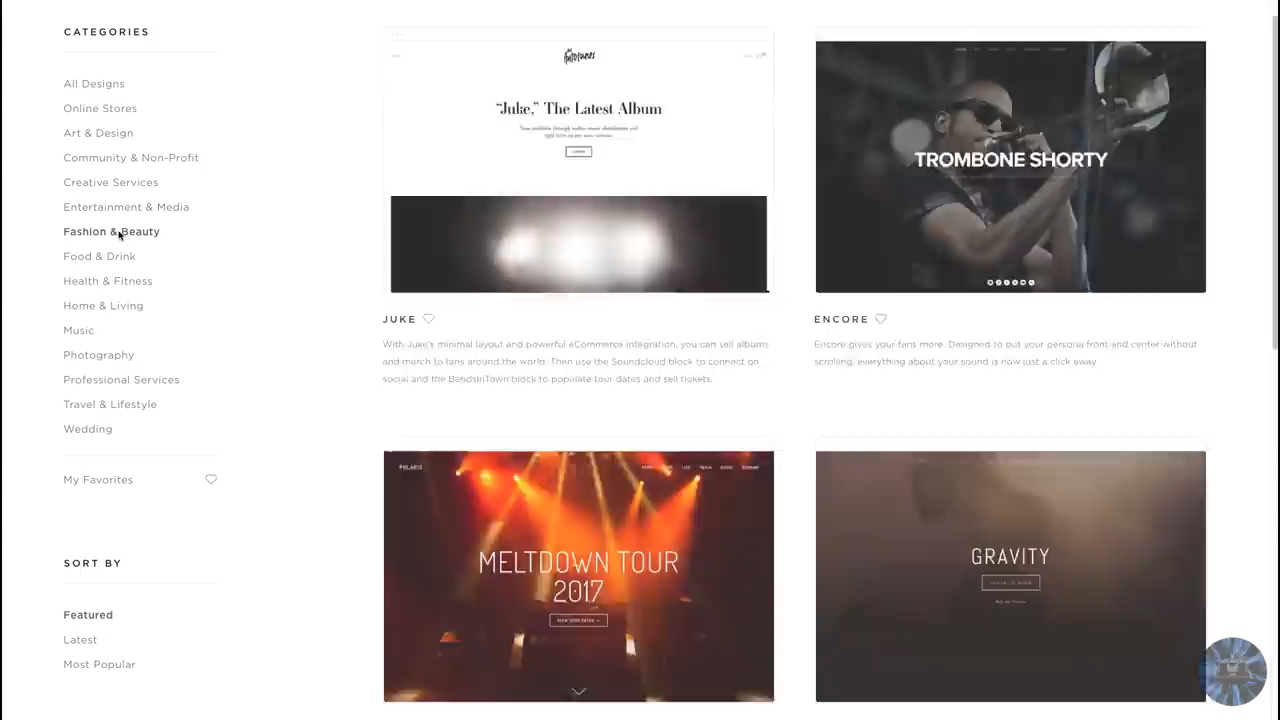 CATEGORIES
All Designs
Online Stores
Art & Design
Community & Non-Profit
Creative Services
Entertainment & Media
Fashion & Beauty
Food & Drink
Health & Fitness
Home & Living
Music
Photography
Professional Services
Travel & Lifestyle
Wedding
My Favorites
SORT BY
Featured
Latest
Most Popular
"Juke," The Latest Album
JUKE
With Juke's minimal layout and powerful eCommerce integration, you can sell albums
and merch to fans around the world. Then use the Soundcloud block to connect on
social and the BandsInTown block to populate tour dates and sell tickets.
TROMBONE SHORTY
ENCORE
Encore gives your fans more. Designed to put your persona front and center without
scrolling, everything about your sound is now just a click away
POLARIS
MELTDOWN TOUR
2017
VIEW TOUR DATES
GRAVITY